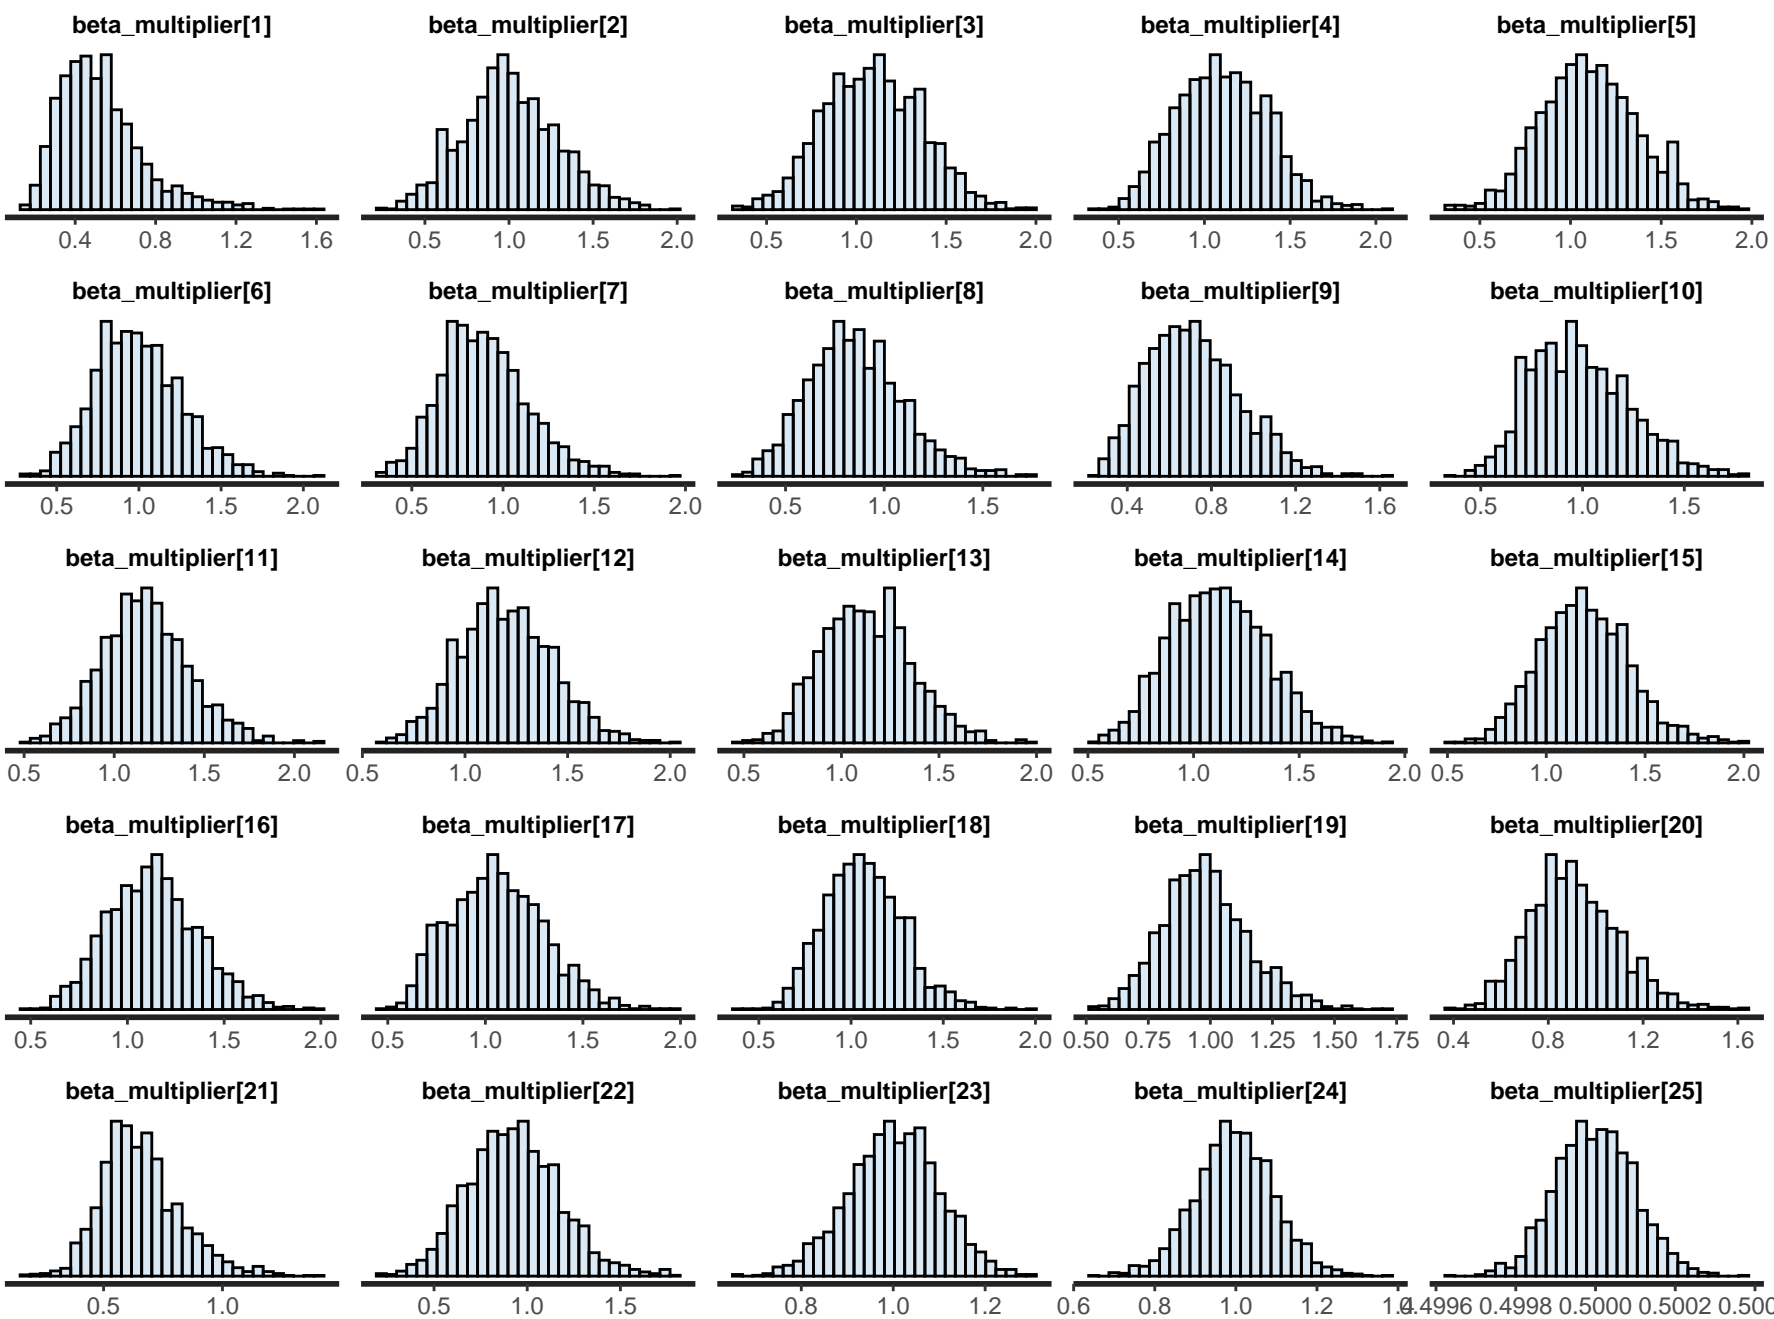 beta_multiplier[1] beta_multiplier[2] beta_multiplier[3] beta_multiplier[4] beta_multiplier[5]
0.4 0.8 1.2 1.6 0.5 1.0 1.5 2.0 0.5 1.0 1.5 2.0 0.5 1.0 1.5 2.0 0.5 1.0 1.5 2.0
beta_multiplier[6] beta_multiplier[7] beta_multiplier[8] beta_multiplier[9] beta_multiplier[10]
0.5 1.0 1.5 2.0 0.5 1.0 1.5 2.0 0.5 1.0 1.5 0.4 0.8 1.2 1.6 0.5 1.0 1.5
beta_multiplier[11] beta_multiplier[12] beta_multiplier[13] beta_multiplier[14] beta_multiplier[15]
0.5 1.0 1.5 2.0 0.5 1.0 1.5 2.0 0.5 1.0 1.5 2.0 0.5 1.0 1.5 2.0 0.5 1.0 1.5 2.0
beta_multiplier[16] beta_multiplier[17] beta_multiplier[18] beta_multiplier[19] beta_multiplier[20]
0.5 1.0 1.5 2.0 0.5 1.0 1.5 2.0 0.5 1.0 1.5 2.0 0.50 0.75 1.00 1.25 1.50 1.75 0.4 0.8 1.2 1.6
beta_multiplier[21] beta_multiplier[22] beta_multiplier[23] beta_multiplier[24] beta_multiplier[25]
0.5 1.0 0.5 1.0 1.5 0.8 1.0 1.2 0.6 0.8 1.0 1.2 0.4998 0.5000 0.5002